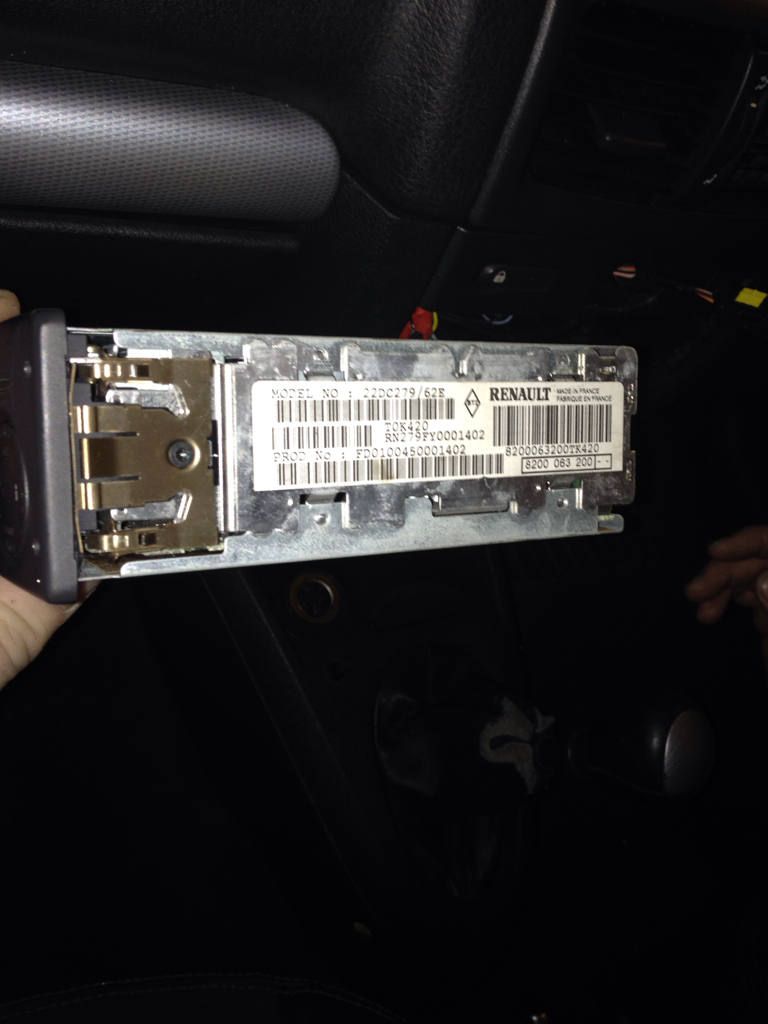 MODEL NO : 22DC279/62E
RENAULT
MADE IN FRANCE
FABRIQUE EN FRANCE
T0K420
RN279FY0001402
PROD No : FD0100450001402
8200063200TK420
8200 063 200--